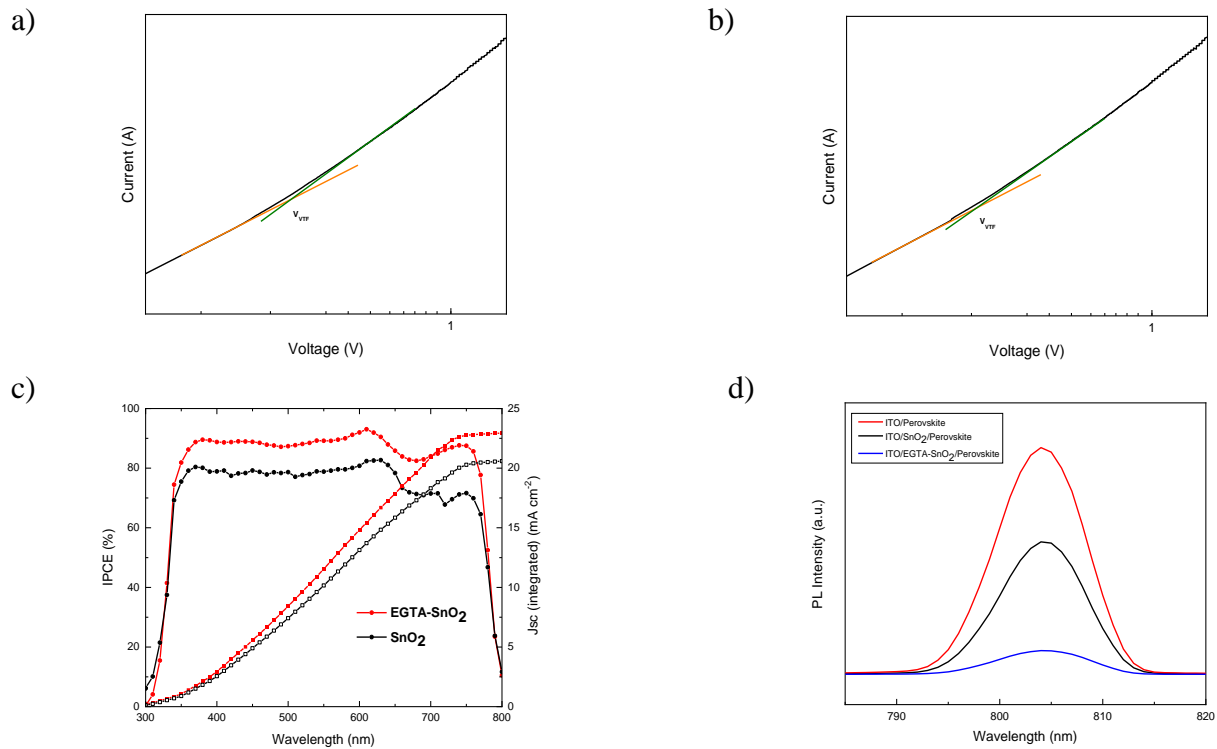 a)
Current (A)
V_VTF
1
Voltage (V)
b)
Current (A)
V_VTF
1
Voltage (V)
c)
IPCE (%)
100
80
60
40
20
0
25
20
15
10
5
0
Jsc (integrated) (mA cm⁻²)
EGTA-SnO₂
SnO₂
300 400 500 600 700 800
Wavelength (nm)
d)
PL Intensity (a.u.)
ITO/Perovskite
ITO/SnO₂/Perovskite
ITO/EGTA-SnO₂/Perovskite
790 800 810 820
Wavelength (nm)